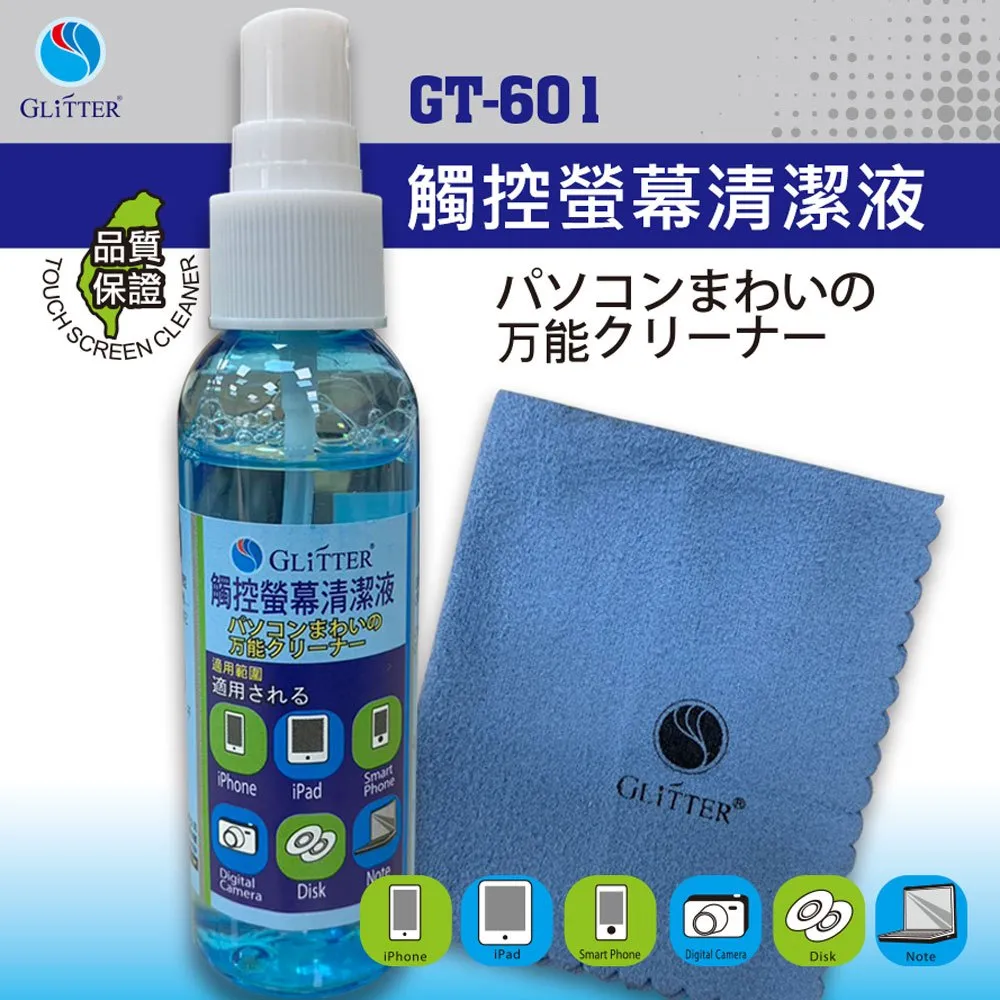 GLiTTER®
GT-601
觸控螢幕清潔液
パソコンまわいの
万能クリーナー
品質
保證
TOUCH SCREEN CLEANER
GLiTTER®
觸控螢幕清潔液
パソコンまわいの
万能クリーナー
適用範圍
適用される
iPhone
iPad
Smart
Phone
Digital
Camera
Disk
Note
GLiTTER®
iPhone
iPad
Smart Phone
Digital Camera
Disk
Note